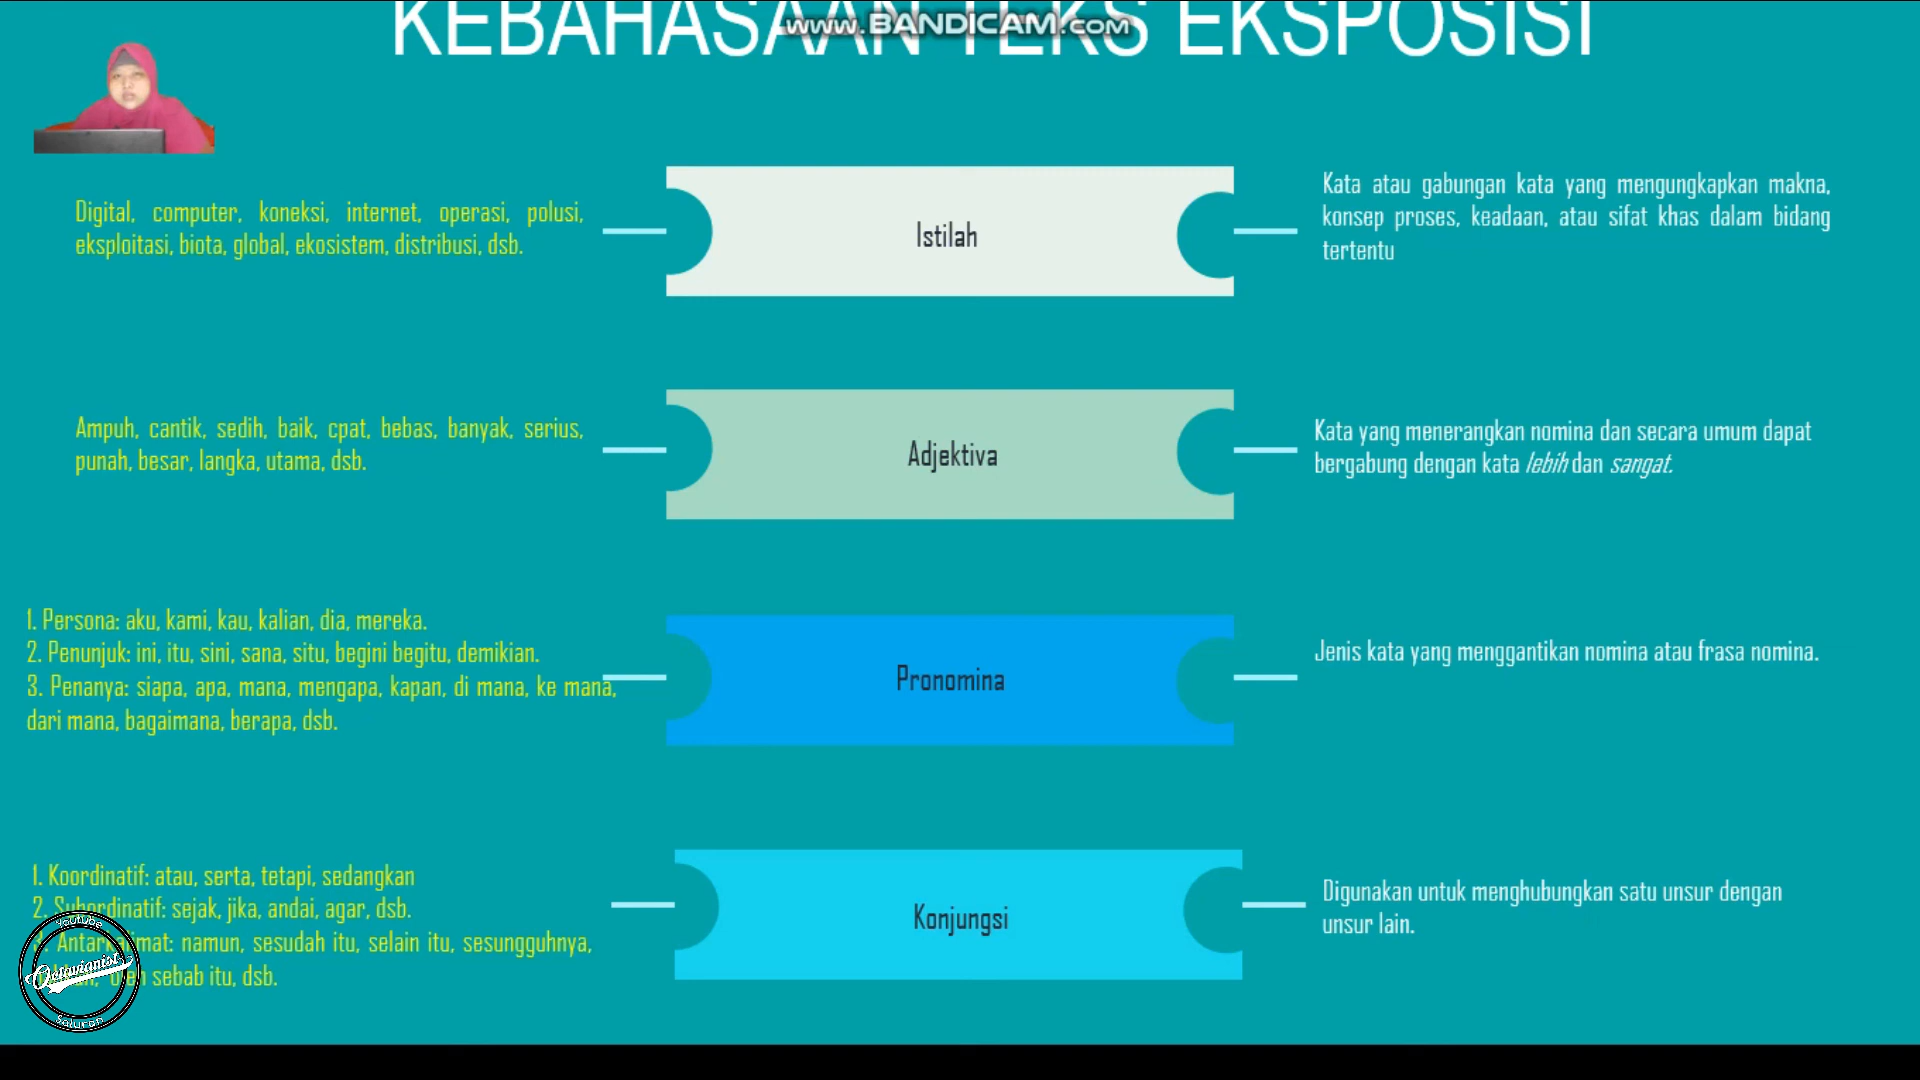 KEBAHASAAN TEKS EKSPOSISI
www.BANDICAM.com
Digital, computer, koneksi, internet, operasi, polusi,
eksploitasi, biota, global, ekosistem, distribusi, dsb.
Istilah
Kata atau gabungan kata yang mengungkapkan makna,
konsep proses, keadaan, atau sifat khas dalam bidang
tertentu
Ampuh, cantik, sedih, baik, cpat, bebas, banyak, serius,
punah, besar, langka, utama, dsb.
Adjektiva
Kata yang menerangkan nomina dan secara umum dapat
bergabung dengan kata lebih dan sangat.
1. Persona: aku, kami, kau, kalian, dia, mereka.
2. Penunjuk: ini, itu, sini, sana, situ, begini begitu, demikian.
3. Penanya: siapa, apa, mana, mengapa, kapan, di mana, ke mana,
dari mana, bagaimana, berapa, dsb.
Pronomina
Jenis kata yang menggantikan nomina atau frasa nomina.
1. Koordinatif: atau, serta, tetapi, sedangkan
2. Subordinatif: sejak, jika, andai, agar, dsb.
3. Antarkalimat: namun, sesudah itu, selain itu, sesungguhnya,
oleh sebab itu, dsb.
Konjungsi
Digunakan untuk menghubungkan satu unsur dengan
unsur lain.
Youtube
Octavianist
Saluran